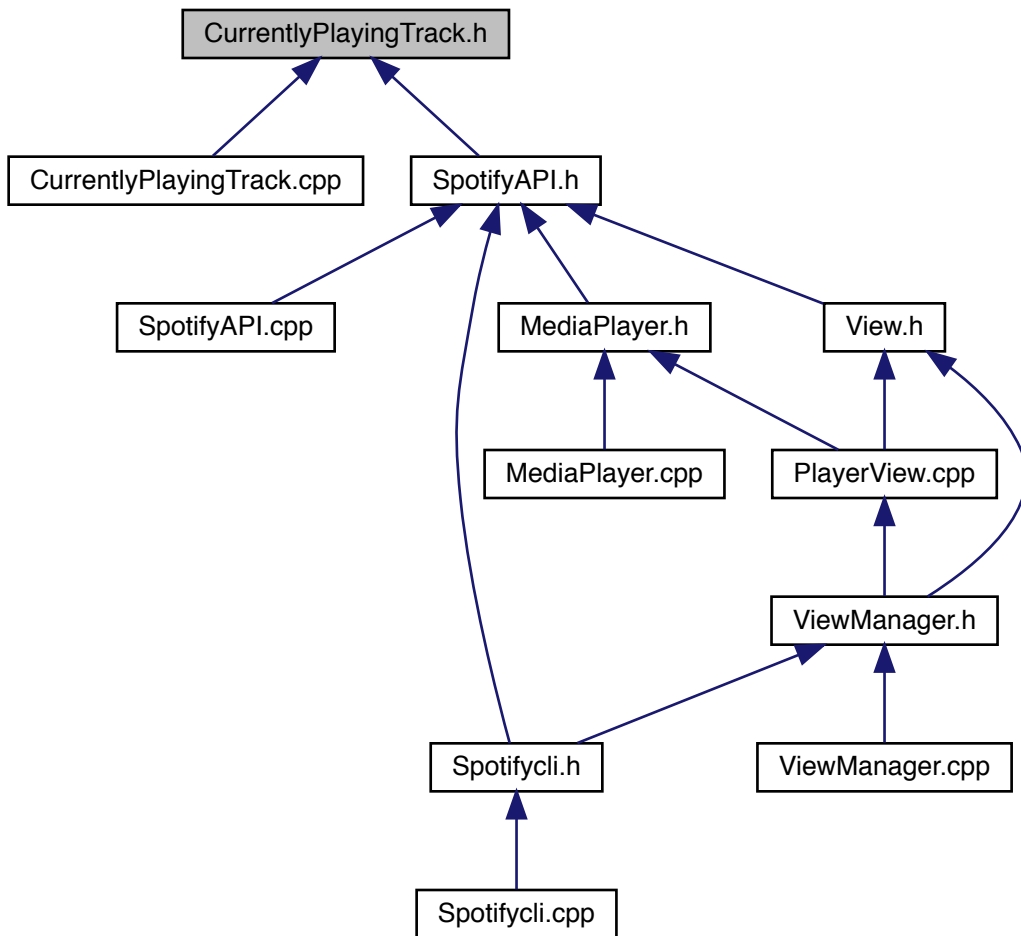 CurrentlyPlayingTrack.h
CurrentlyPlayingTrack.cpp
SpotifyAPI.h
SpotifyAPI.cpp
MediaPlayer.h
View.h
MediaPlayer.cpp
PlayerView.cpp
ViewManager.h
Spotifycli.h
ViewManager.cpp
Spotifycli.cpp